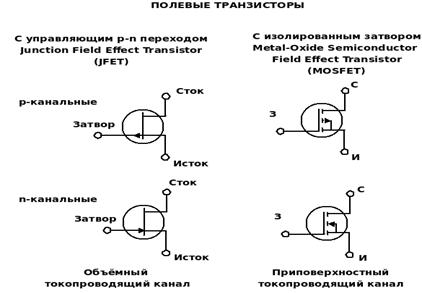 ПОЛЕВЫЕ ТРАНЗИСТОРЫ
С управляющим p-n переходом
Junction Field Effect Transistor
(JFET)
С изолированным затвором
Metal-Oxide Semiconductor
Field Effect Transistor
(MOSFET)
p-канальные
Сток
Затвор
Исток
С
З
И
n-канальные
Сток
Затвор
Исток
С
З
И
Объёмный
токопроводящий канал
Приповерхностный
токопроводящий канал